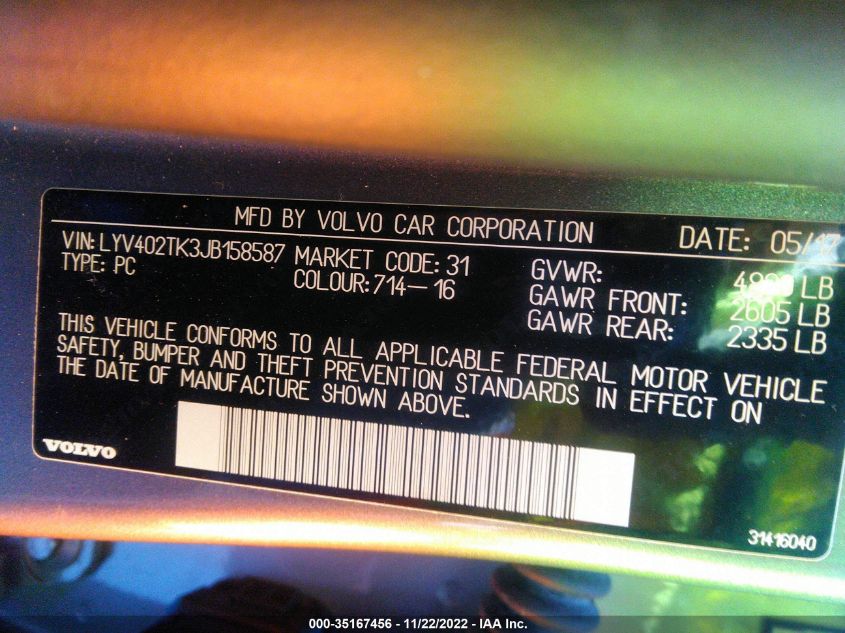 MFD BY VOLVO CAR CORPORATION DATE: 05/17
VIN: LYV402TK3JB158587 MARKET CODE: 31 GVWR: LB
TYPE: PC COLOUR: 714-16 GAWR FRONT: 2605 LB
GAWR REAR: 2335 LB
THIS VEHICLE CONFORMS TO ALL APPLICABLE FEDERAL MOTOR VEHICLE
SAFETY, BUMPER AND THEFT PREVENTION STANDARDS IN EFFECT ON
THE DATE OF MANUFACTURE SHOWN ABOVE.
VOLVO
31416040
000-35167456 - 11/22/2022 - IAA Inc.